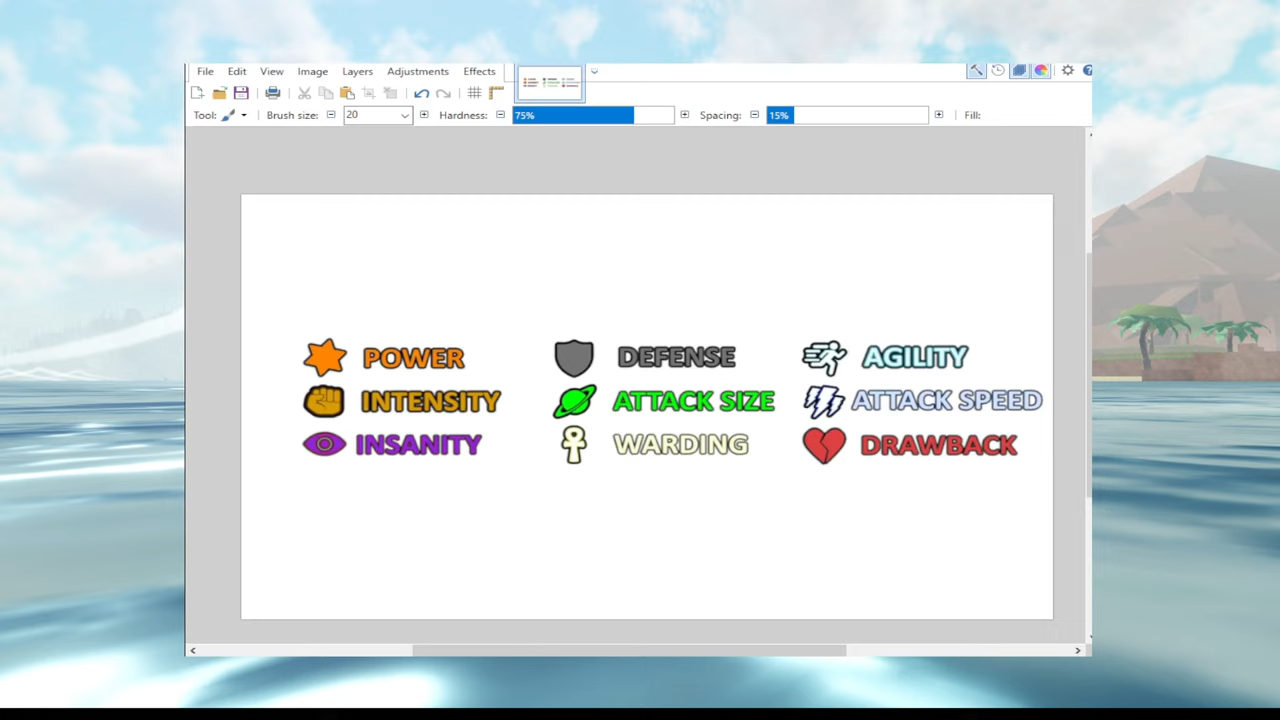 File Edit View Image Layers Adjustments Effects
Tool: Brush size: 20 Hardness: 75% Spacing: 15% Fill:
POWER DEFENSE AGILITY
INTENSITY ATTACK SIZE ATTACK SPEED
INSANITY WARDING DRAWBACK